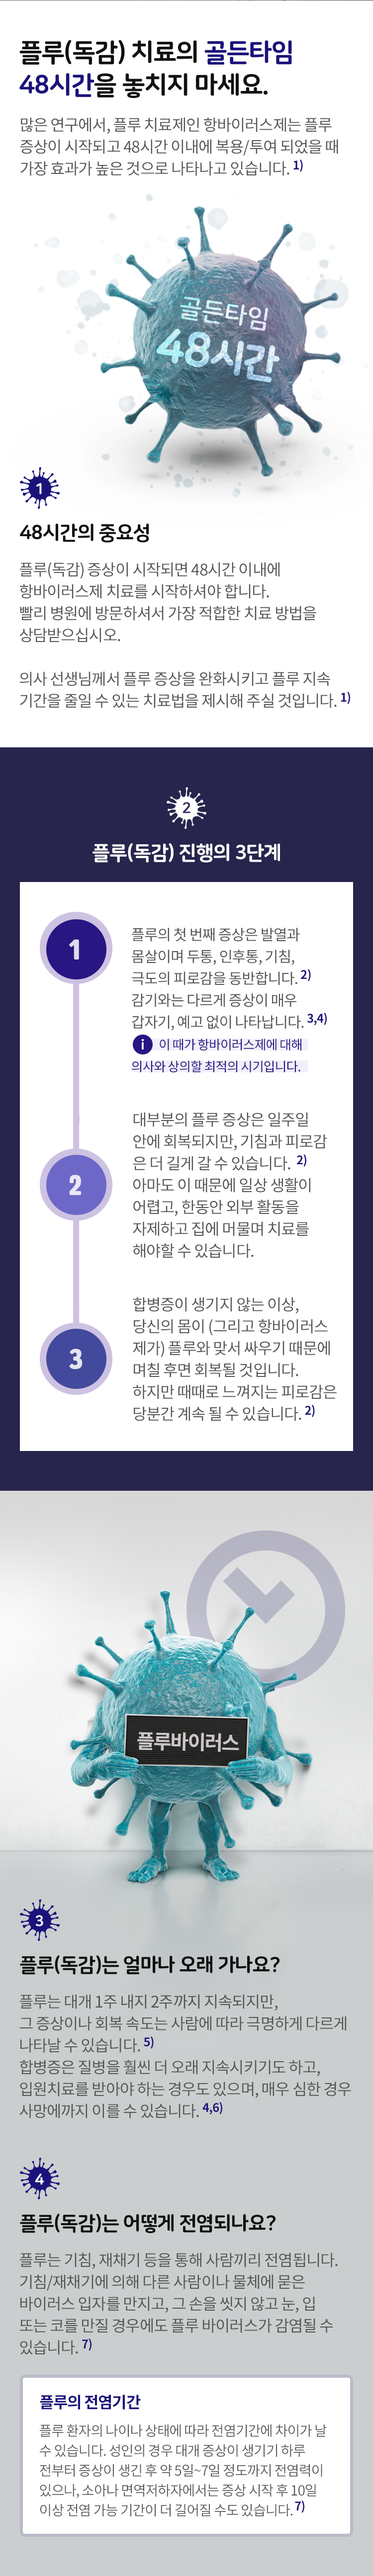 플루(독감) 치료의 골든타임
48시간을 놓치지 마세요.
많은 연구에서, 플루 치료제인 항바이러스제는 플루
증상이 시작되고 48시간 이내에 복용/투여 되었을 때
가장 효과가 높은 것으로 나타나고 있습니다. 1)
골든타임
48시간
1
48시간의 중요성
플루(독감) 증상이 시작되면 48시간 이내에
항바이러스제 치료를 시작하셔야 합니다.
빨리 병원에 방문하셔서 가장 적합한 치료 방법을
상담받으십시오.
의사 선생님께서 플루 증상을 완화시키고 플루 지속
기간을 줄일 수 있는 치료법을 제시해 주실 것입니다. 1)
2
플루(독감) 진행의 3단계
1
플루의 첫 번째 증상은 발열과
몸살이며 두통, 인후통, 기침,
극도의 피로감을 동반합니다. 2)
감기와는 다르게 증상이 매우
갑자기, 예고 없이 나타납니다. 3,4)
i 이 때가 항바이러스제에 대해
의사와 상의할 최적의 시기입니다.
2
대부분의 플루 증상은 일주일
안에 회복되지만, 기침과 피로감
은 더 길게 갈 수 있습니다. 2)
아마도 이 때문에 일상 생활이
어렵고, 한동안 외부 활동을
자제하고 집에 머물며 치료를
해야할 수 있습니다.
3
합병증이 생기지 않는 이상,
당신의 몸이 (그리고 항바이러스
제가) 플루와 맞서 싸우기 때문에
며칠 후면 회복될 것입니다.
하지만 때때로 느껴지는 피로감은
당분간 계속 될 수 있습니다. 2)
플루바이러스
3
플루(독감)는 얼마나 오래 가나요?
플루는 대개 1주 내지 2주까지 지속되지만,
그 증상이나 회복 속도는 사람에 따라 극명하게 다르게
나타날 수 있습니다. 5)
합병증은 질병을 훨씬 더 오래 지속시키기도 하고,
입원치료를 받아야 하는 경우도 있으며, 매우 심한 경우
사망에까지 이를 수 있습니다. 4,6)
4
플루(독감)는 어떻게 전염되나요?
플루는 기침, 재채기 등을 통해 사람끼리 전염됩니다.
기침/재채기에 의해 다른 사람이나 물체에 묻은
바이러스 입자를 만지고, 그 손을 씻지 않고 눈, 입
또는 코를 만질 경우에도 플루 바이러스가 감염될 수
있습니다. 7)
플루의 전염기간
플루 환자의 나이나 상태에 따라 전염기간에 차이가 날
수 있습니다. 성인의 경우 대개 증상이 생기기 하루
전부터 증상이 생긴 후 약 5일~7일 정도까지 전염력이
있으나, 소아나 면역저하자에서는 증상 시작 후 10일
이상 전염 가능 기간이 더 길어질 수도 있습니다. 7)